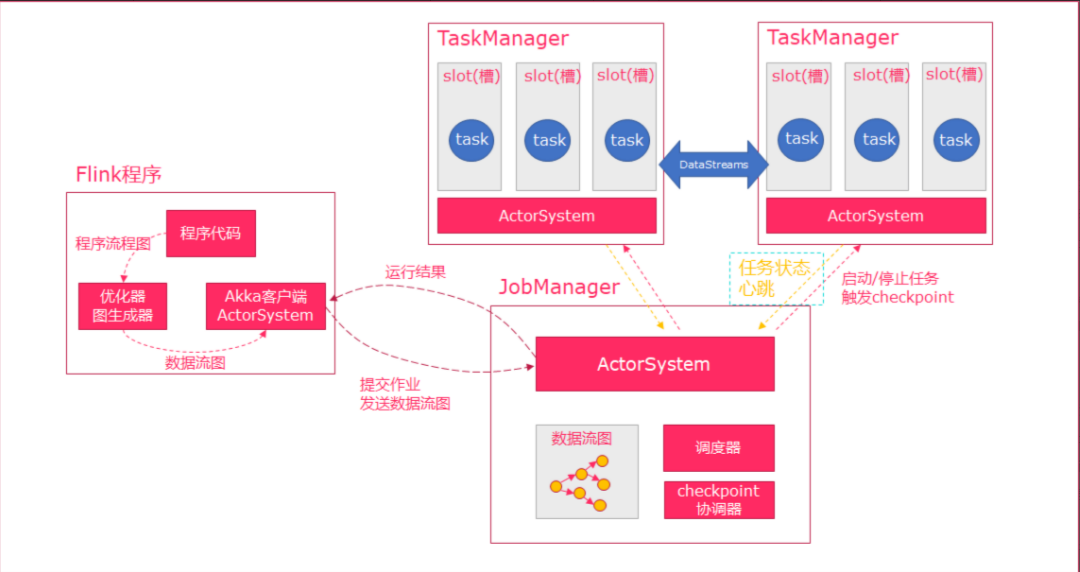 TaskManager
slot(槽)
slot(槽)
slot(槽)
task
task
task
ActorSystem
DataStreams
TaskManager
slot(槽)
slot(槽)
slot(槽)
task
task
task
ActorSystem
Flink程序
程序代码
程序流程图
优化器
图生成器
Akka客户端
ActorSystem
数据流图
运行结果
提交作业
发送数据流图
任务状态
心跳
启动/停止任务
触发checkpoint
JobManager
ActorSystem
数据流图
调度器
checkpoint
协调器